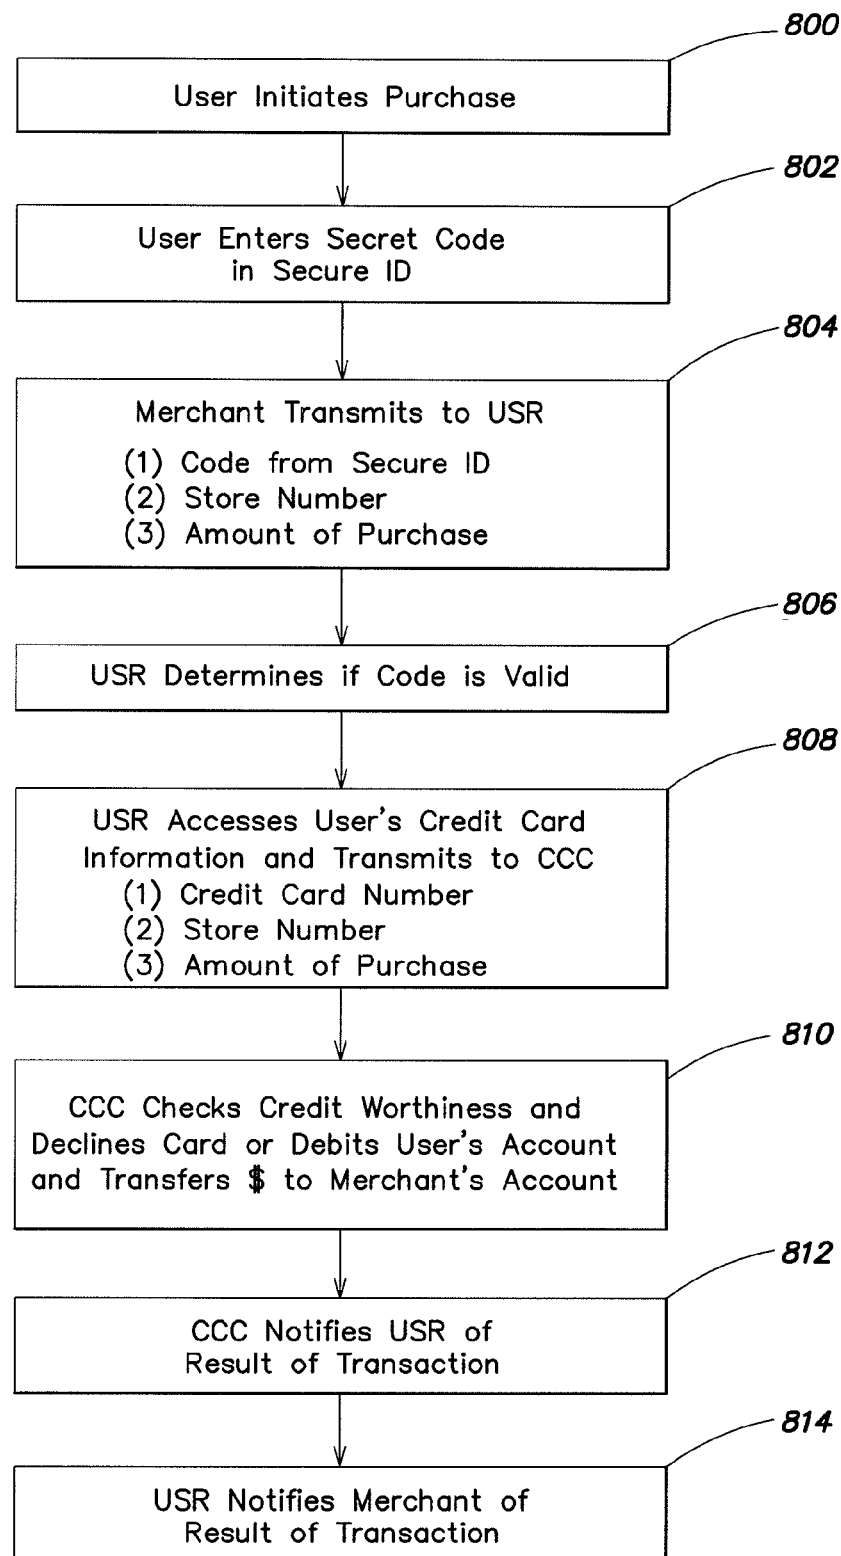 800
User Initiates Purchase
802
User Enters Secret Code
in Secure ID
804
Merchant Transmits to USR
(1) Code from Secure ID
(2) Store Number
(3) Amount of Purchase
806
USR Determines if Code is Valid
808
USR Accesses User's Credit Card
Information and Transmits to CCC
(1) Credit Card Number
(2) Store Number
(3) Amount of Purchase
810
CCC Checks Credit Worthiness and
Declines Card or Debits User's Account
and Transfers $ to Merchant's Account
812
CCC Notifies USR of
Result of Transaction
814
USR Notifies Merchant of
Result of Transaction